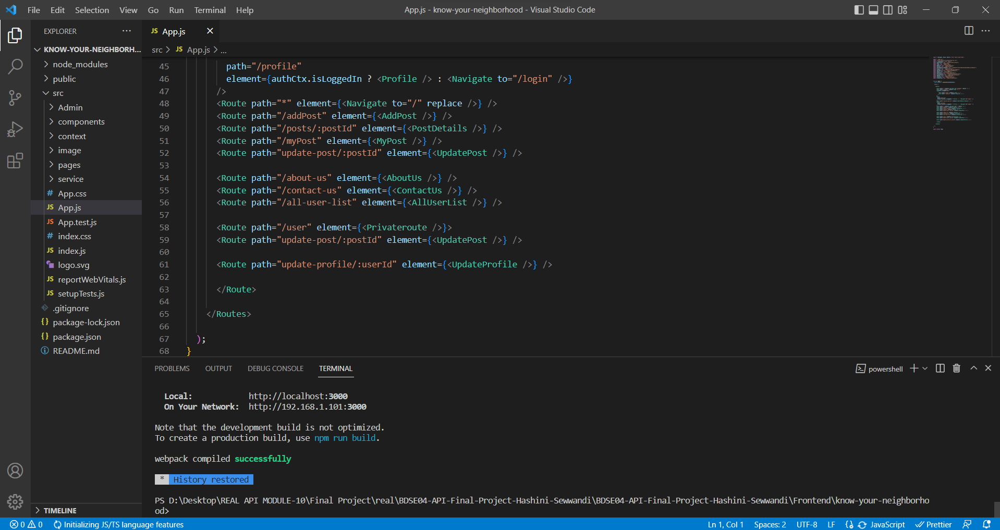 File Edit Selection View Go Run Terminal Help
App.js - know-your-neighborhood - Visual Studio Code
EXPLORER
KNOW-YOUR-NEIGHBORH...
node_modules
public
src
Admin
components
context
image
pages
service
# App.css
JS App.js
JS App.test.js
# index.css
JS index.js
logo.svg
JS reportWebVitals.js
JS setupTests.js
.gitignore
{} package-lock.json
{} package.json
README.md
TIMELINE
JS App.js
src > JS App.js > ...
45 path="/profile"
46 element={authCtx.isLoggedIn ? <Profile /> : <Navigate to="/login" />}
47 />
48 <Route path="*" element={<Navigate to="/" replace />} />
49 <Route path="/addPost" element={<AddPost />} />
50 <Route path="/posts/:postId" element={<PostDetails />} />
51 <Route path="/myPost" element={<MyPost />} />
52 <Route path="update-post/:postId" element={<UpdatePost />} />
53
54 <Route path="/about-us" element={<AboutUs />} />
55 <Route path="/contact-us" element={<ContactUs />} />
56 <Route path="/all-user-list" element={<AllUserList />} />
57
58 <Route path="/user" element={<Privateroute />}>
59 <Route path="update-post/:postId" element={<UpdatePost />} />
60
61 <Route path="update-profile/:userId" element={<UpdateProfile />} />
62
63 </Route>
64
65 </Routes>
66
67 );
68 }
PROBLEMS OUTPUT DEBUG CONSOLE TERMINAL
powershell
Local: http://localhost:3000
On Your Network: http://192.168.1.101:3000
Note that the development build is not optimized.
To create a production build, use npm run build.
webpack compiled successfully
* History restored
PS D:\Desktop\REAL API MODULE-10\Final Project\real\BDSE04-API-Final-Project-Hashini-Sewwandi\BDSE04-API-Final-Project-Hashini-Sewwandi\Frontend\know-your-neighborho
od>
0 0 Initializing JS/TS language features
Ln 1, Col 1 Spaces: 2 UTF-8 LF JavaScript Prettier